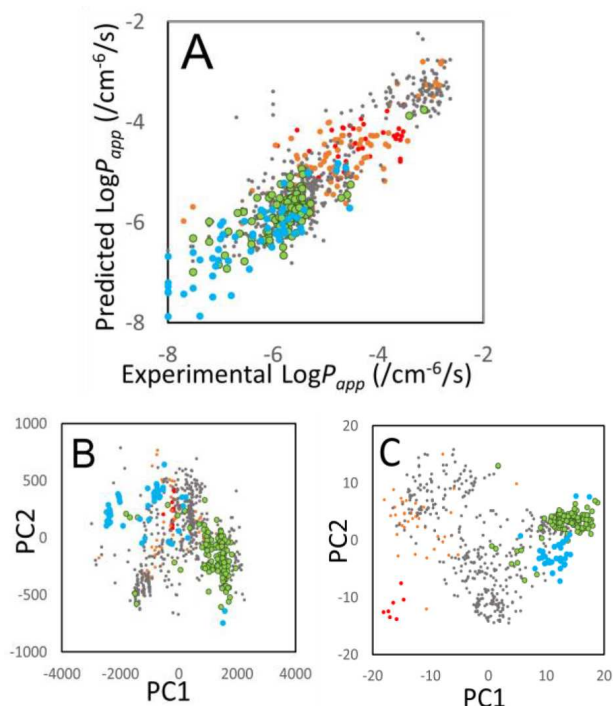 A
-2
-4
-6
-8
Predicted LogPapp (/cm-6/s)
-8
-6
-4
-2
Experimental LogPapp (/cm-6/s)
B
1000
500
0
-500
-1000
PC2
-4000 -2000 0 2000 4000
PC1
C
20
10
0
-10
-20
PC2
-20 -10 0 10 20
PC1